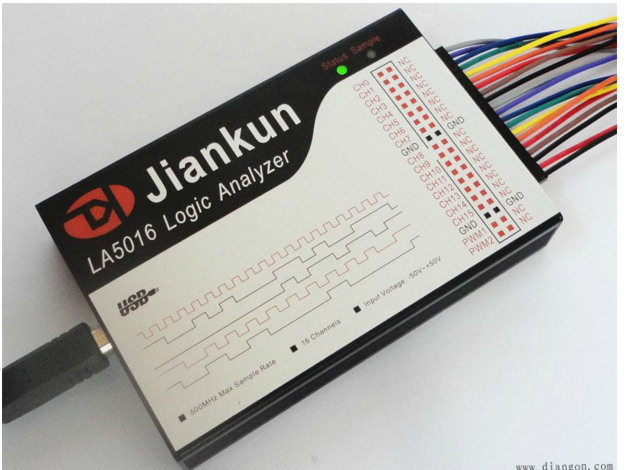 Status Sample
Jiankun
LA5016 Logic Analyzer
CH0 NC
CH1 NC
CH2 NC
CH3 NC
CH4 NC
CH5 NC
CH6 NC
CH7 NC
GND GND
CH8 NC
CH9 NC
CH10 NC
CH11 NC
CH12 NC
CH13 NC
CH14 NC
CH15 NC
GND GND
PWM1 NC
PWM2 NC
USB
500MHz Max Sample Rate
16 Channels
Input Voltage -50V~+50V
www.diangon.com